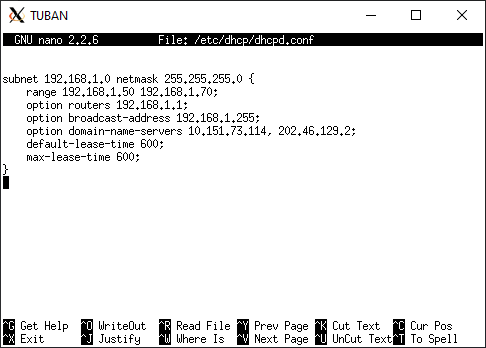 TUBAN
GNU nano 2.2.6 File: /etc/dhcp/dhcpd.conf
subnet 192.168.1.0 netmask 255.255.255.0 {
    range 192.168.1.50 192.168.1.70;
    option routers 192.168.1.1;
    option broadcast-address 192.168.1.255;
    option domain-name-servers 10.151.73.114, 202.46.129.2;
    default-lease-time 600;
    max-lease-time 600;
}
^G Get Help ^O WriteOut ^R Read File ^Y Prev Page ^K Cut Text ^C Cur Pos
^X Exit ^J Justify ^W Where Is ^V Next Page ^U UnCut Text ^T To Spell